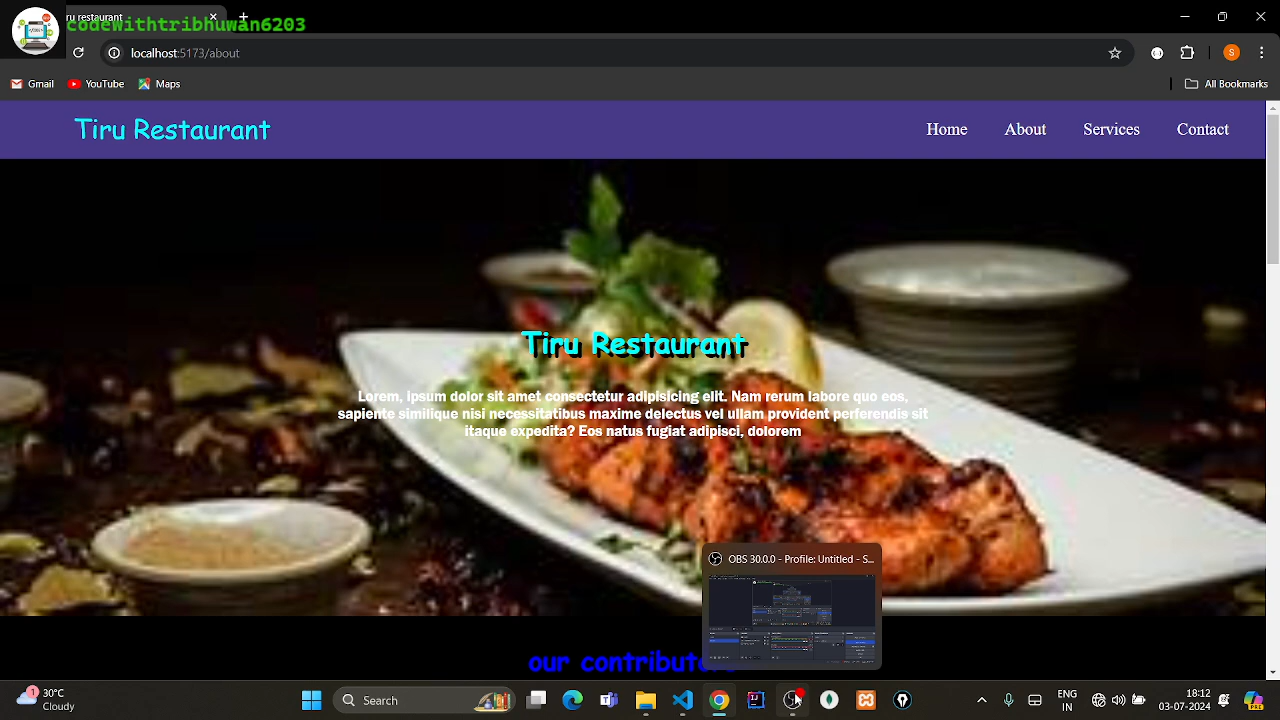 ru restaurant
codewithtribhuwan6203
localhost:5173/about
Gmail
YouTube
Maps
All Bookmarks
Tiru Restaurant
Home
About
Services
Contact
Tiru Restaurant
Lorem, ipsum dolor sit amet consectetur adipisicing elit. Nam rerum labore quo eos,
sapiente similique nisi necessitatibus maxime delectus vel ullam provident perferendis sit
itaque expedita? Eos natus fugiat adipisci, dolorem
OBS 30.0.0 - Profile: Untitled - S...
our contribut
1
30°C
Cloudy
Search
ENG
IN
18:12
03-07-2024